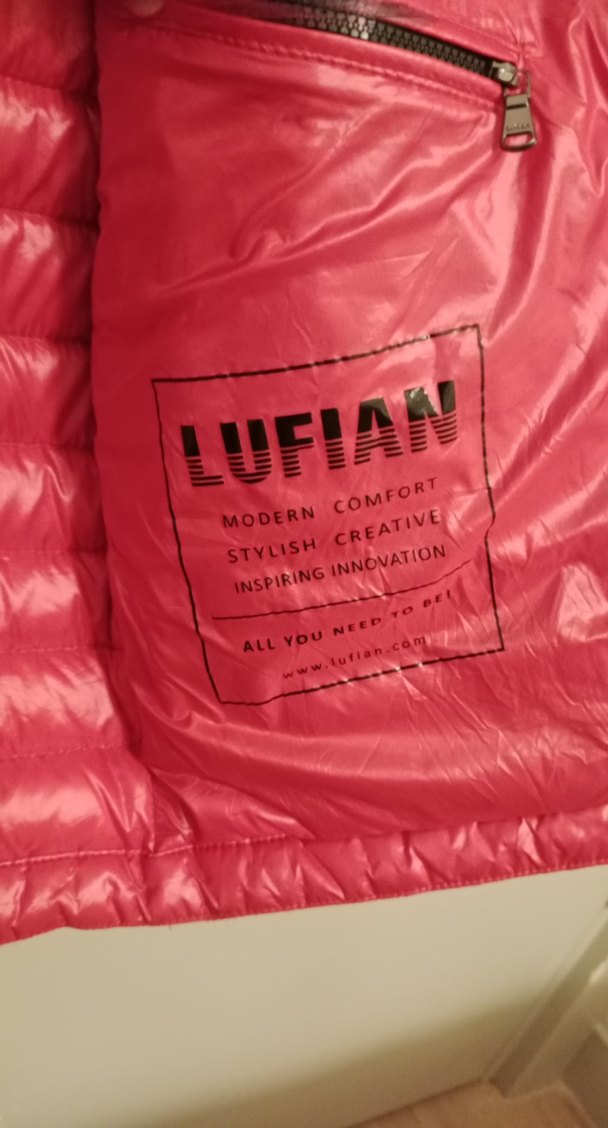 LUFIAN
MODERN COMFORT
STYLISH CREATIVE
INSPIRING INNOVATION
ALL YOU NEED TO BE!
www.lufian.com